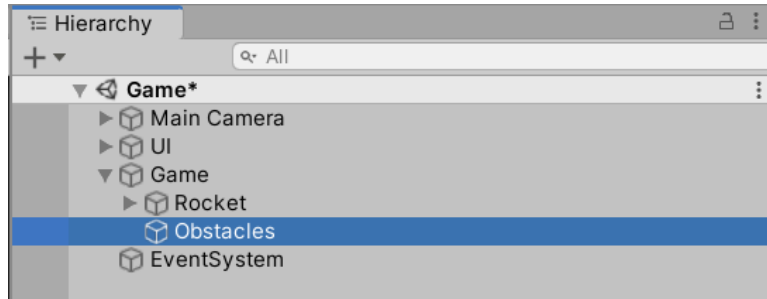 Hierarchy
All
Game*
Main Camera
UI
Game
Rocket
Obstacles
EventSystem